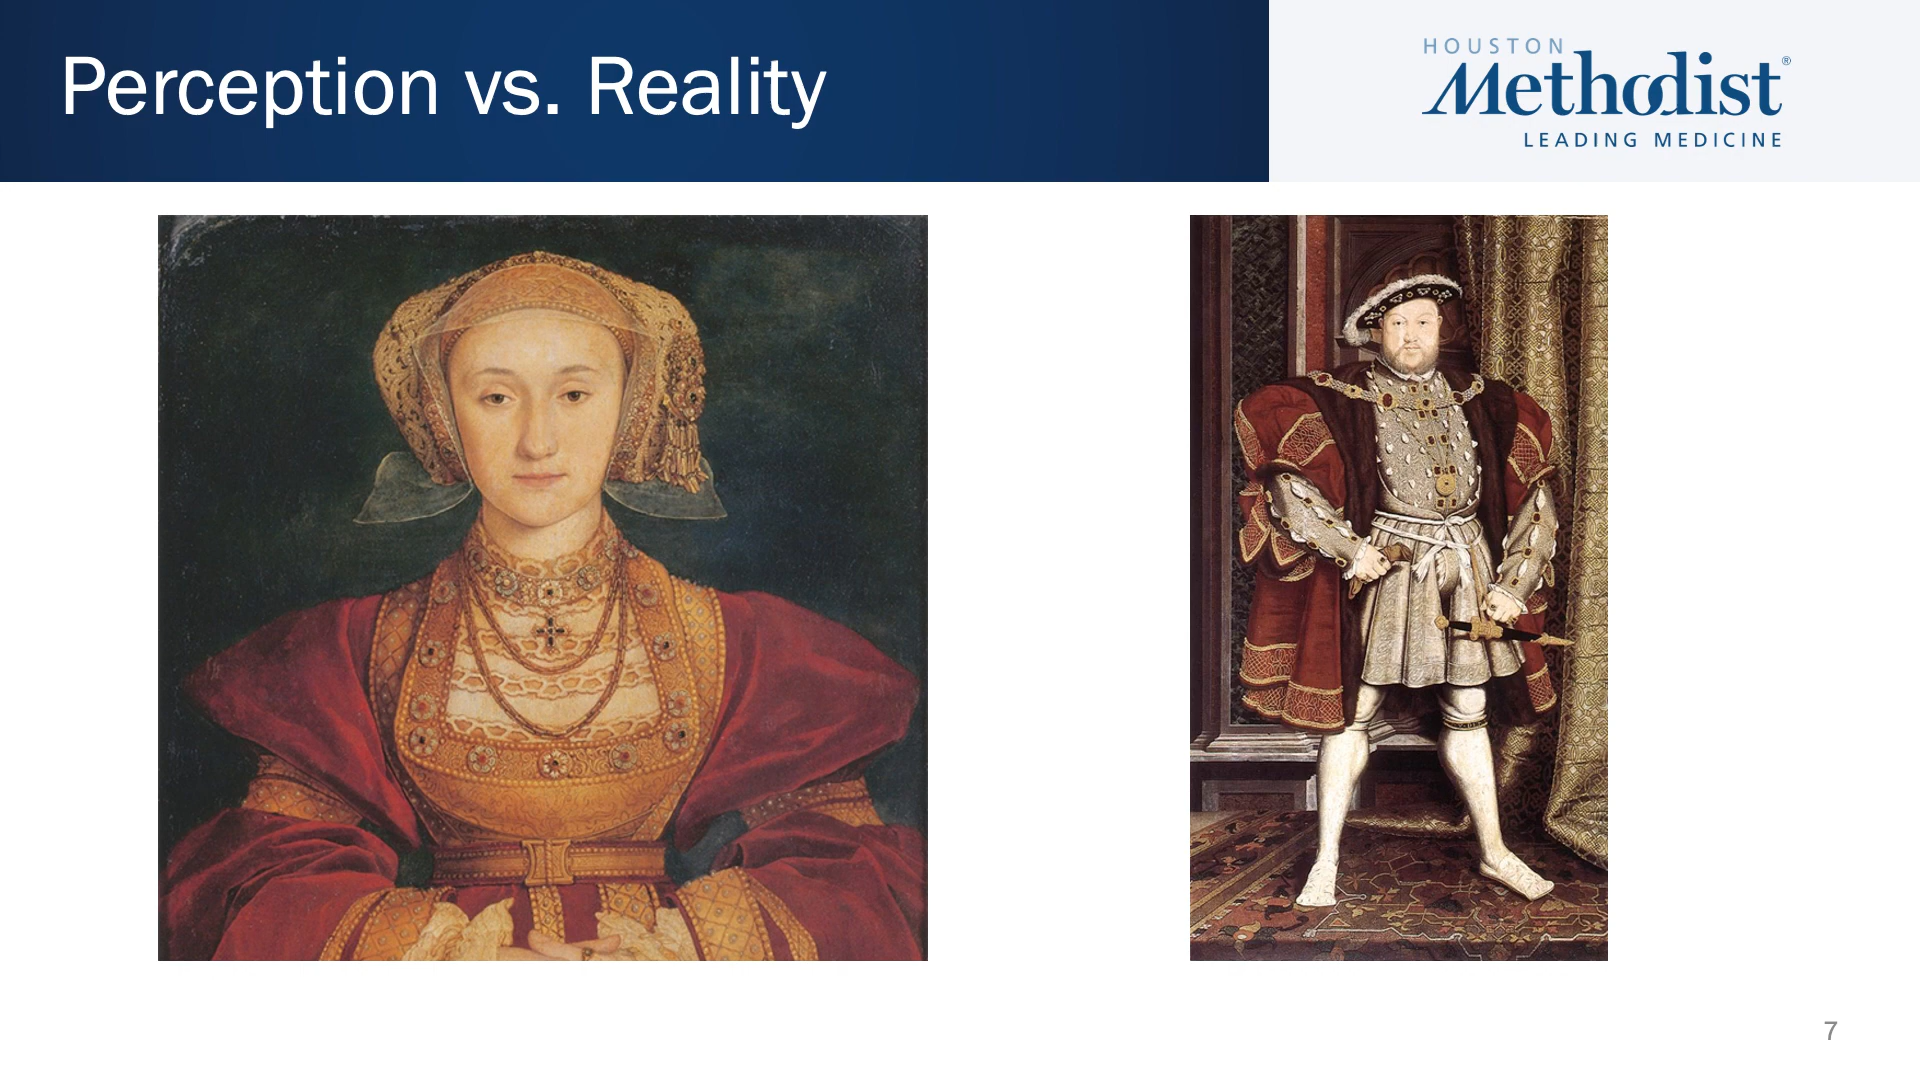 Perception vs. Reality
HOUSTON
Methodist®
LEADING MEDICINE
7